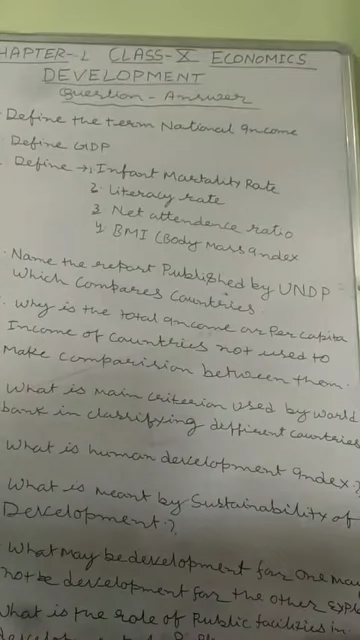 CHAPTER-1 CLASS-X ECONOMICS
DEVELOPMENT
Question - Answer
Define the term National Income
Define GDP
Define → 1. Infant Martality Rate
2. Literacy rate
3. Net attendence ratio
4. BMI (Body Mass Index
Name the report Published by UNDP
which compares countries.
Why is the total Income or Per capita
Income of countries not used to
make comparision between them.
What is main criterion used by world
bank in classifying defferent countries
What is human development Index?
What is meant by Sustainability of
Development?
What may be development for one may
not be development for the other
What is the role of Public facilities in